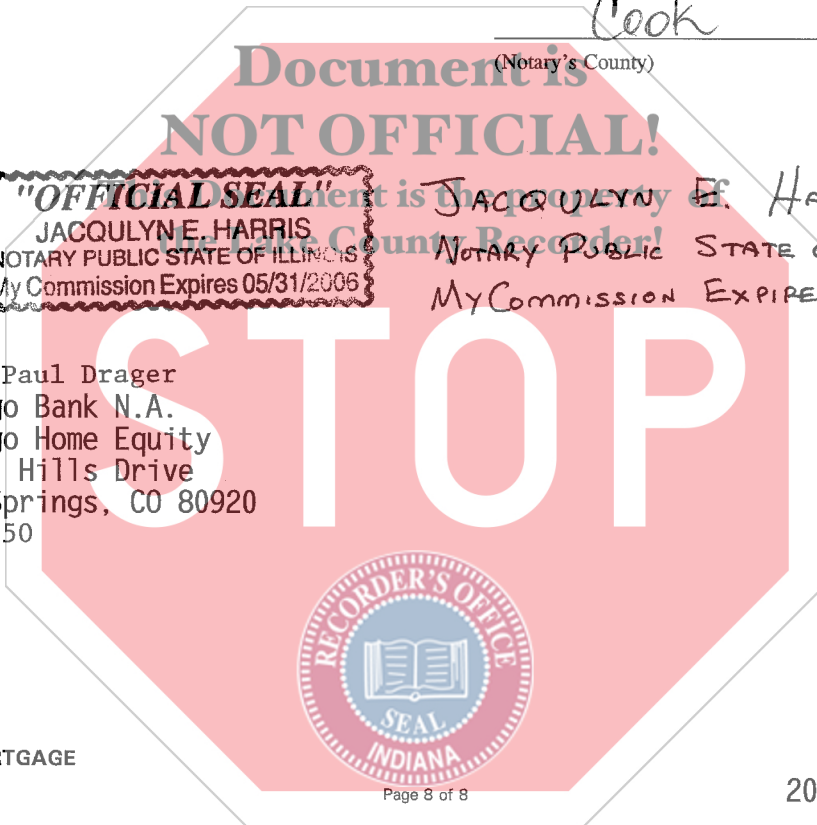 Cook
(Notary's County)
Document is
NOT OFFICIAL!
This Document is the property of
the Lake County Recorder!
"OFFICIAL SEAL"
JACQULYN E. HARRIS
NOTARY PUBLIC STATE OF ILLINOIS
My Commission Expires 05/31/2006
JACQULYN E. HA
NOTARY PUBLIC STATE
MY COMMISSION EXPIRE
STOP
Paul Drager
o Bank N.A.
o Home Equity
Hills Drive
Springs, CO 80920
50
RECORDER'S OFFICE
SEAL
INDIANA
RTGAGE
Page 8 of 8
20